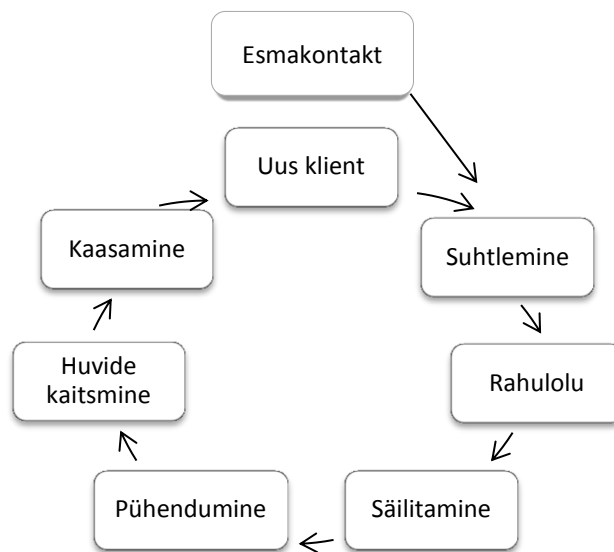 Esmakontakt
Uus klient
Suhtlemine
Rahulolu
Säilitamine
Pühendumine
Huvide
kaitsmine
Kaasamine